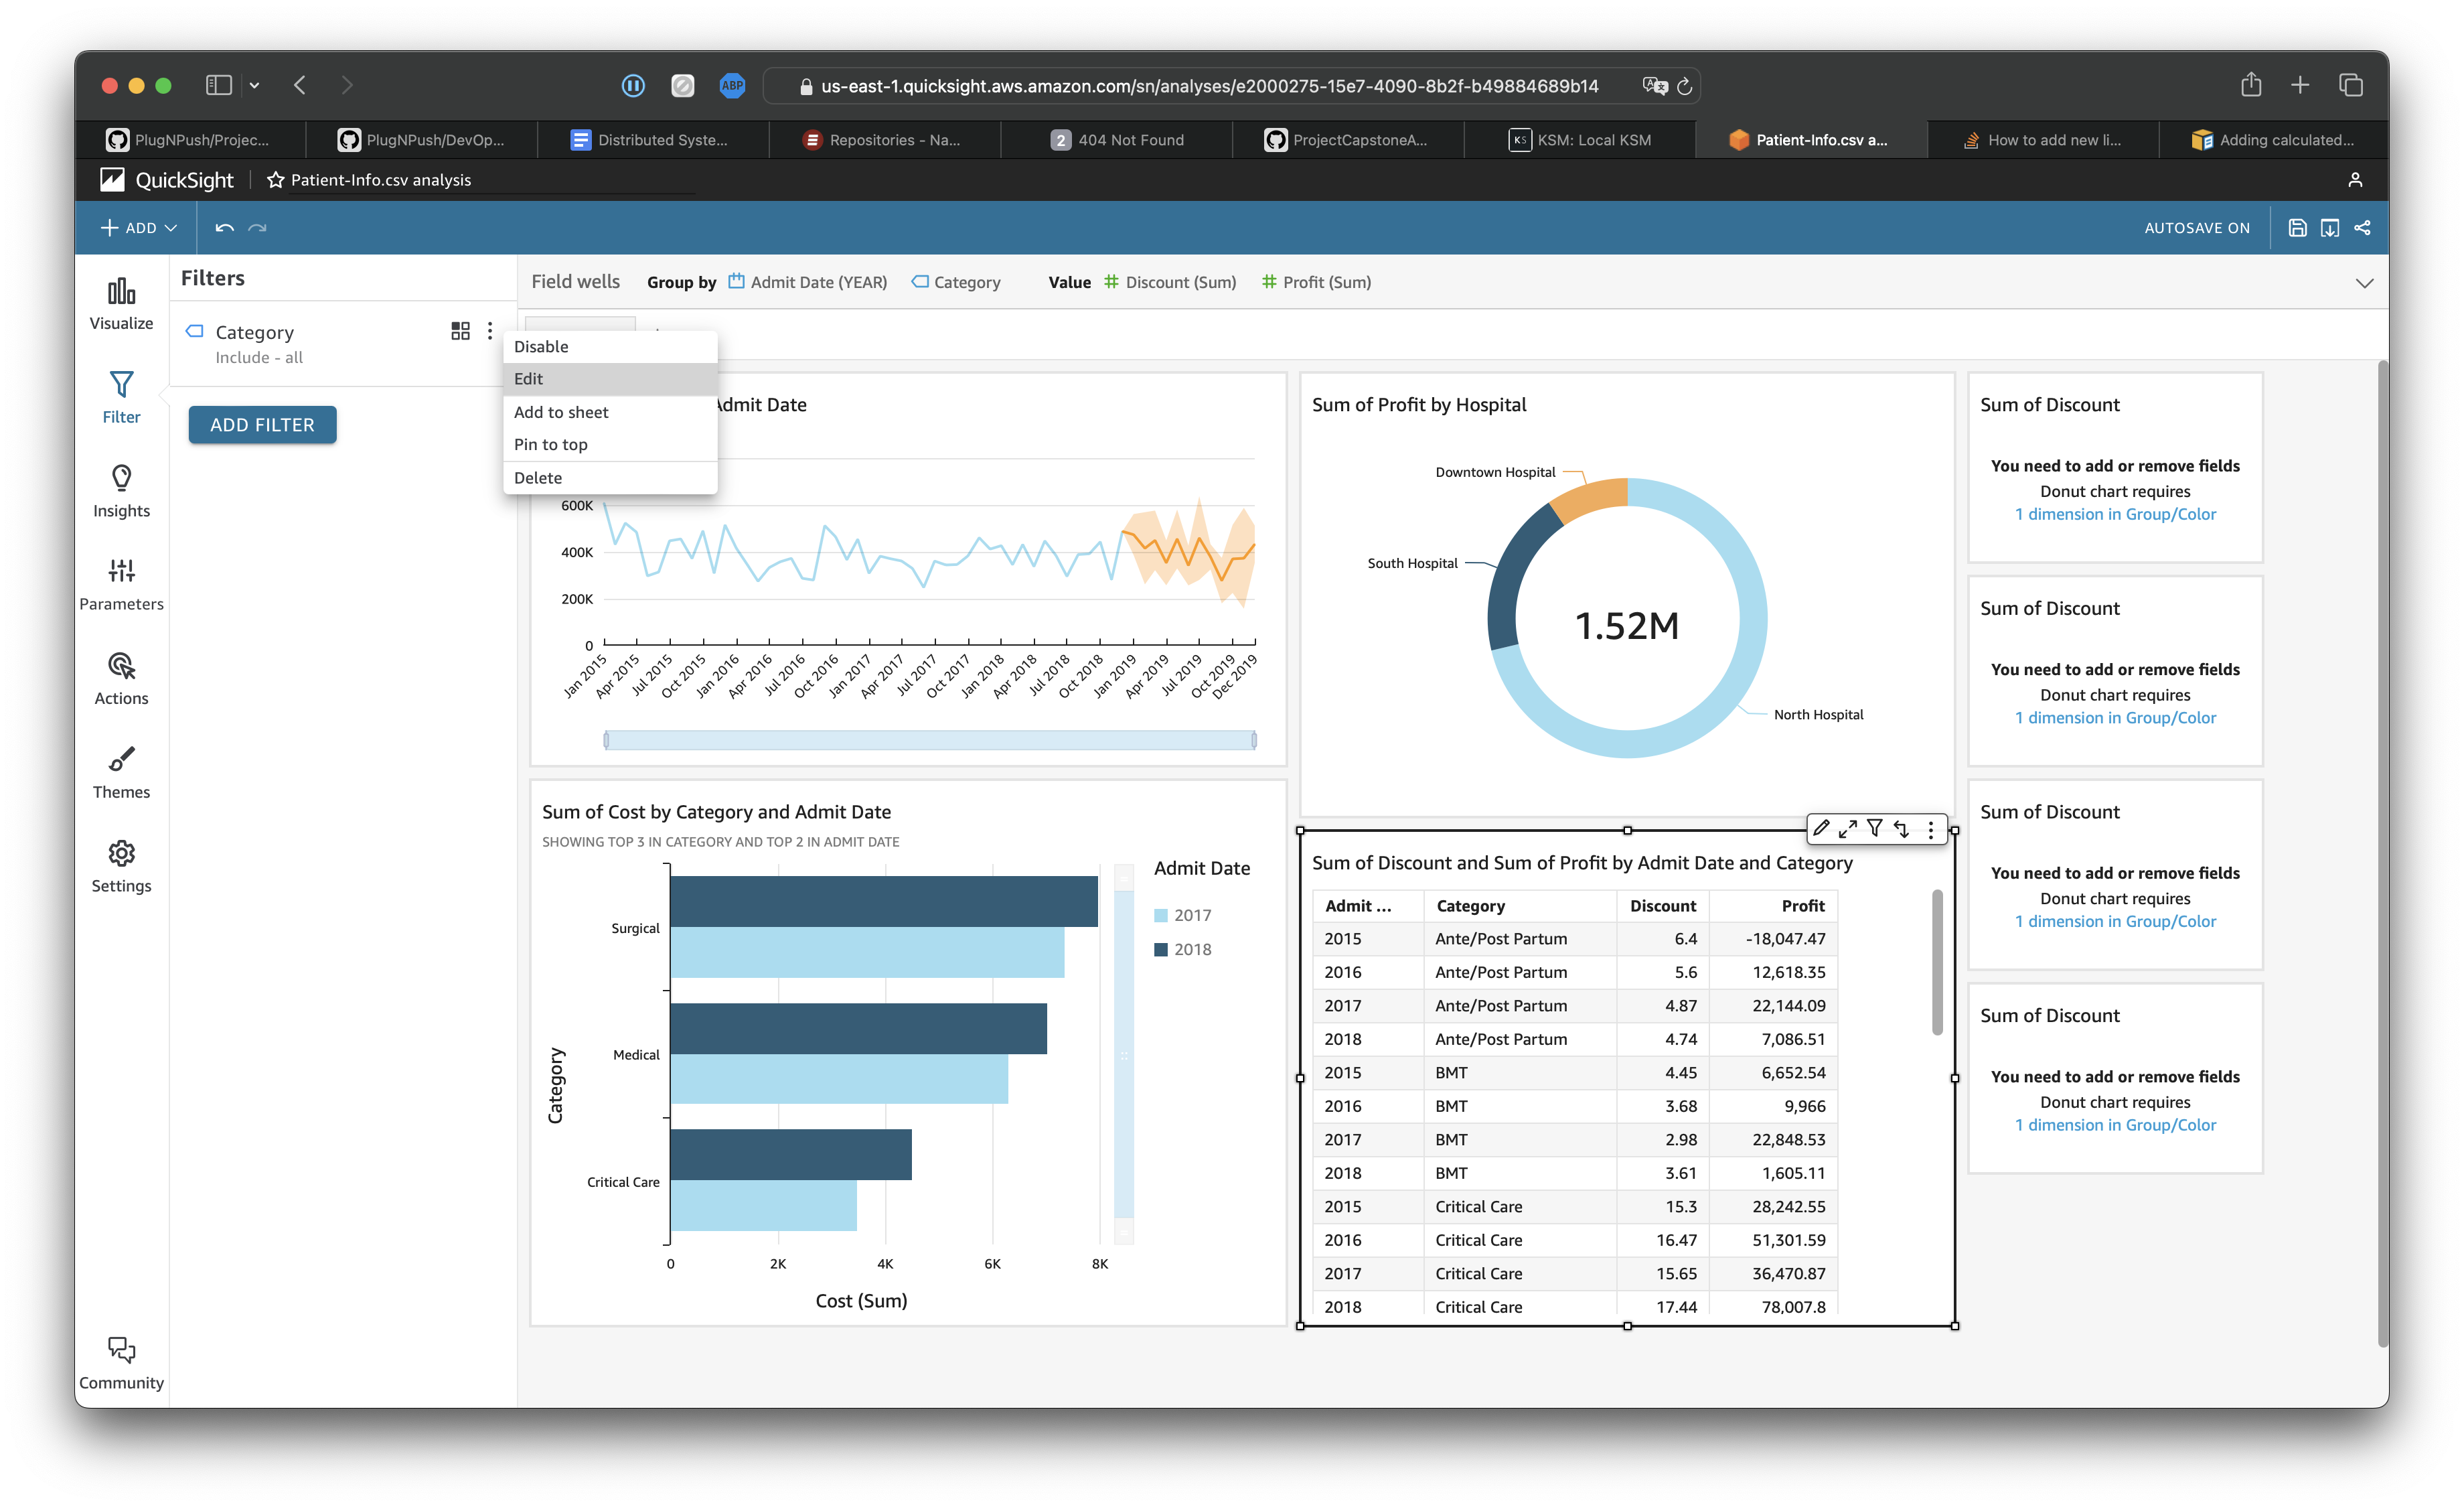 us-east-1.quicksight.aws.amazon.com/sn/analyses/e2000275-15e7-4090-8b2f-b49884689b14
ABP
PlugNPush/Projec...
PlugNPush/DevOp...
Distributed Syste...
Repositories - Na...
2 404 Not Found
ProjectCapstoneA...
KS KSM: Local KSM
Patient-Info.csv a...
How to add new li...
Adding calculated...
QuickSight
Patient-Info.csv analysis
ADD
AUTOSAVE ON
Visualize
Filter
Insights
Parameters
Actions
Themes
Settings
Community
Filters
Category
Include - all
ADD FILTER
Disable
Edit
Add to sheet
Pin to top
Delete
Field wells Group by Admit Date (YEAR) Category Value Discount (Sum) Profit (Sum)
Admit Date
600K
400K
200K
0
Jan 2015
Apr 2015
Jul 2015
Oct 2015
Jan 2016
Apr 2016
Jul 2016
Oct 2016
Jan 2017
Apr 2017
Jul 2017
Oct 2017
Jan 2018
Apr 2018
Jul 2018
Oct 2018
Jan 2019
Apr 2019
Jul 2019
Oct 2019
Dec 2019
Sum of Profit by Hospital
Downtown Hospital
South Hospital
1.52M
North Hospital
Sum of Discount
You need to add or remove fields
Donut chart requires
1 dimension in Group/Color
Sum of Discount
You need to add or remove fields
Donut chart requires
1 dimension in Group/Color
Sum of Discount
You need to add or remove fields
Donut chart requires
1 dimension in Group/Color
Sum of Discount
You need to add or remove fields
Donut chart requires
1 dimension in Group/Color
Sum of Cost by Category and Admit Date
SHOWING TOP 3 IN CATEGORY AND TOP 2 IN ADMIT DATE
Admit Date
2017
2018
Category
Surgical
Medical
Critical Care
0 2K 4K 6K 8K
Cost (Sum)
Sum of Discount and Sum of Profit by Admit Date and Category
Admit ... Category Discount Profit
2015 Ante/Post Partum 6.4 -18,047.47
2016 Ante/Post Partum 5.6 12,618.35
2017 Ante/Post Partum 4.87 22,144.09
2018 Ante/Post Partum 4.74 7,086.51
2015 BMT 4.45 6,652.54
2016 BMT 3.68 9,966
2017 BMT 2.98 22,848.53
2018 BMT 3.61 1,605.11
2015 Critical Care 15.3 28,242.55
2016 Critical Care 16.47 51,301.59
2017 Critical Care 15.65 36,470.87
2018 Critical Care 17.44 78,007.8